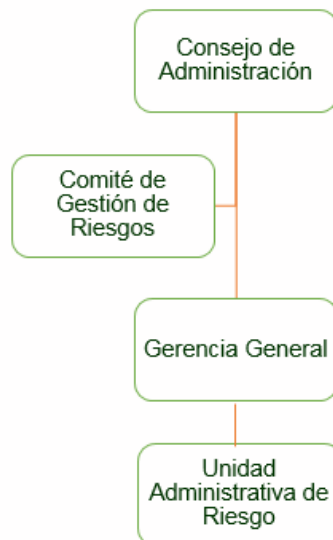 Consejo de
Administración
Comité de
Gestión de
Riesgos
Gerencia General
Unidad
Administrativa de
Riesgo